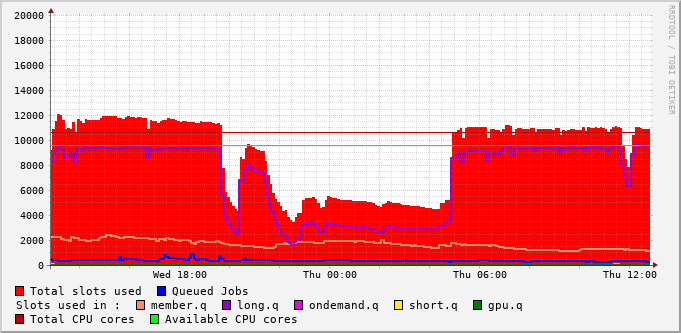 20000
18000
16000
14000
12000
10000
8000
6000
4000
2000
0
Wed 18:00 Thu 00:00 Thu 06:00 Thu 12:00
RRDTOOL / TOBI OETIKER
Total slots used Queued Jobs
Slots used in : member.q long.q ondemand.q short.q gpu.q
Total CPU cores Available CPU cores